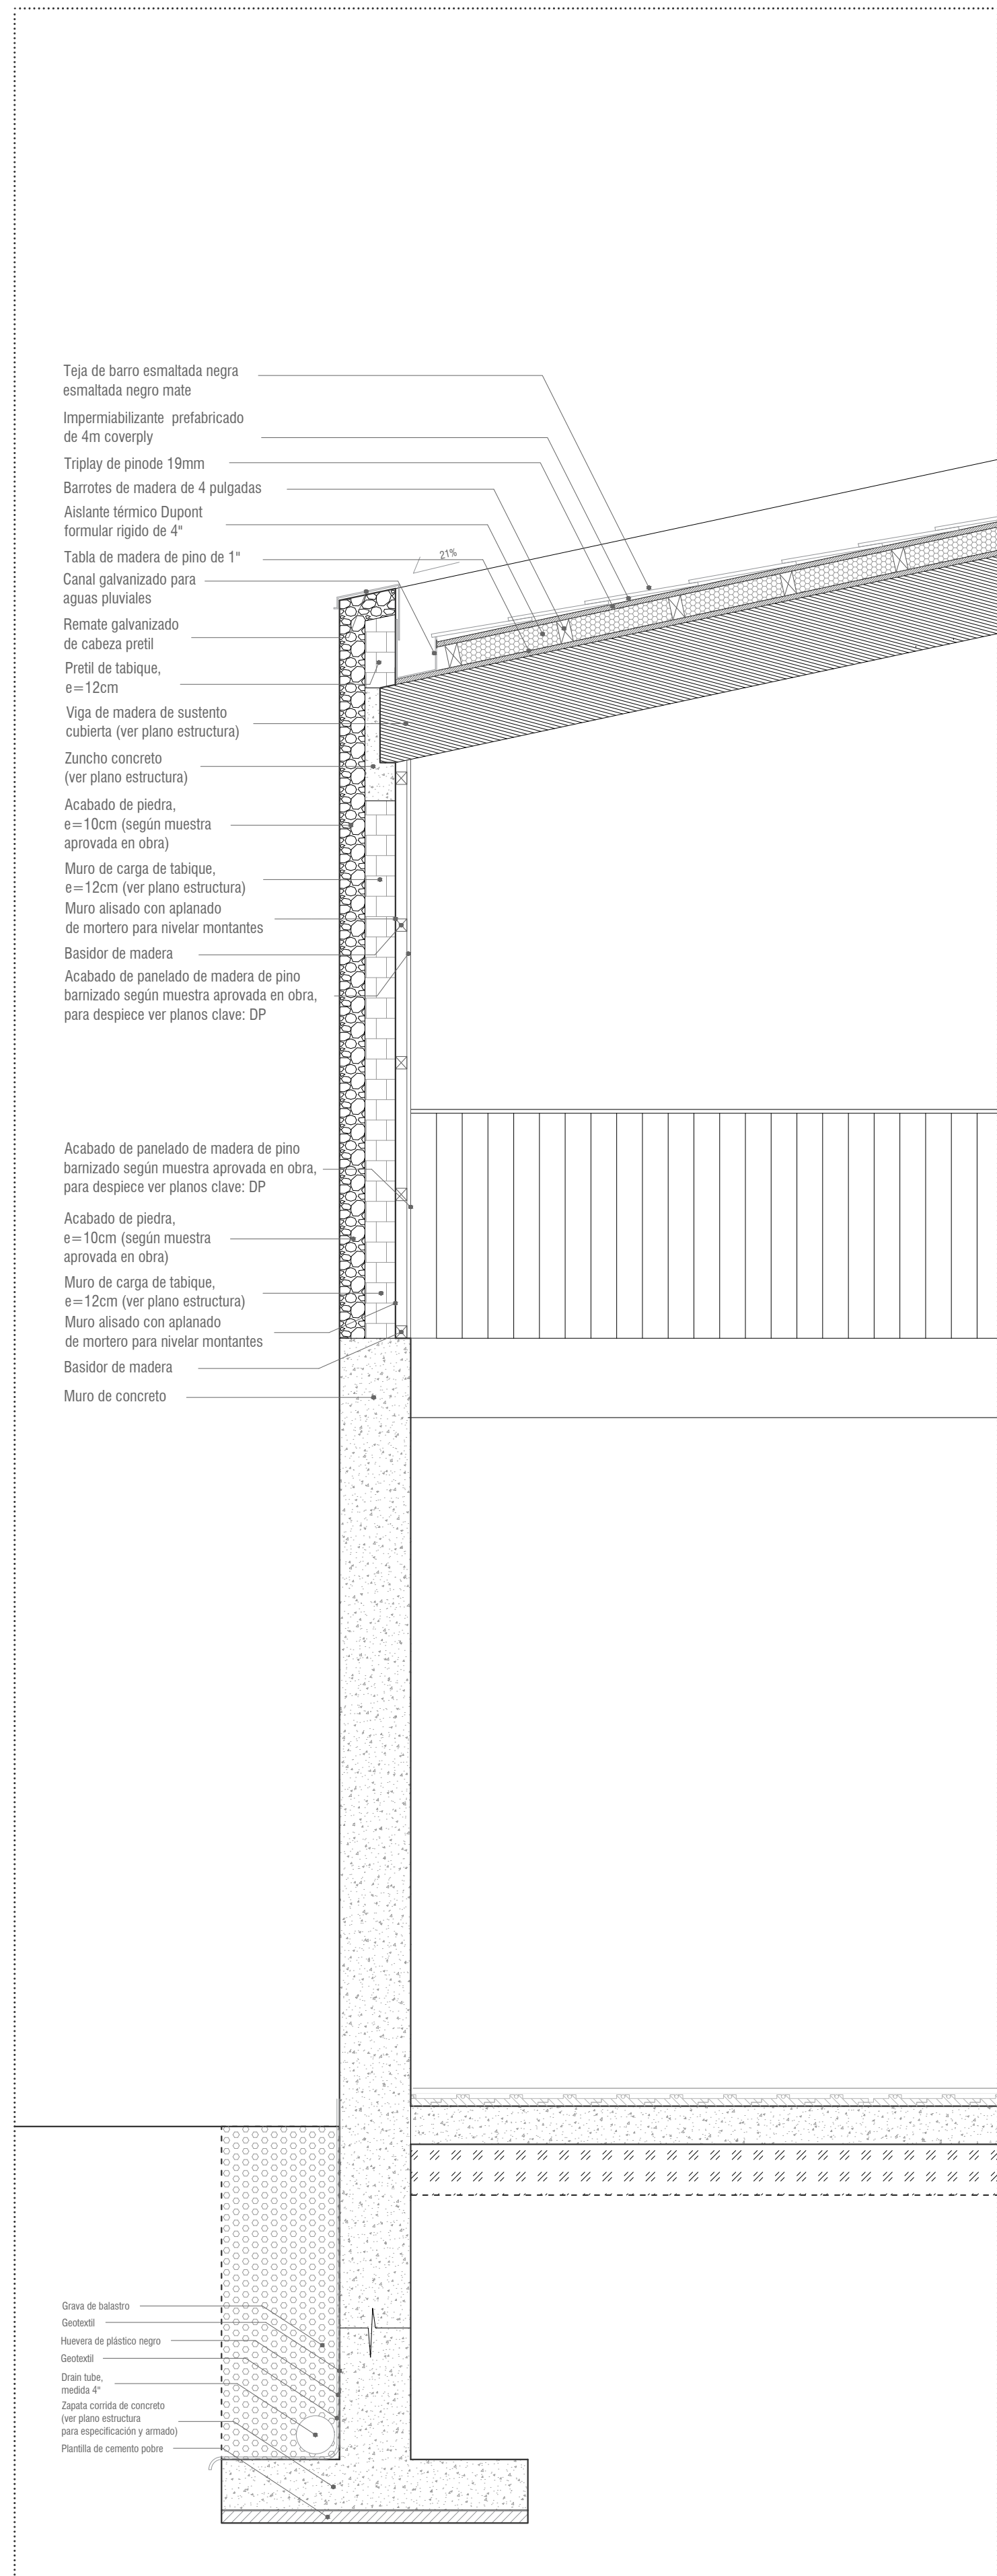 Teja de barro esmaltada negra
esmaltada negro mate
Impermiabilizante prefabricado
de 4m coverply
Triplay de pinode 19mm
Barrotes de madera de 4 pulgadas
Aislante térmico Dupont
formular rigido de 4"
Tabla de madera de pino de 1"
21%
Canal galvanizado para
aguas pluviales
Remate galvanizado
de cabeza pretil
Pretil de tabique,
e=12cm
Viga de madera de sustento
cubierta (ver plano estructura)
Zuncho concreto
(ver plano estructura)
Acabado de piedra,
e=10cm (según muestra
aprovada en obra)
Muro de carga de tabique,
e=12cm (ver plano estructura)
Muro alisado con aplanado
de mortero para nivelar montantes
Basidor de madera
Acabado de panelado de madera de pino
barnizado según muestra aprovada en obra,
para despiece ver planos clave: DP
Acabado de panelado de madera de pino
barnizado según muestra aprovada en obra,
para despiece ver planos clave: DP
Acabado de piedra,
e=10cm (según muestra
aprovada en obra)
Muro de carga de tabique,
e=12cm (ver plano estructura)
Muro alisado con aplanado
de mortero para nivelar montantes
Basidor de madera
Muro de concreto
Grava de balastro
Geotextil
Huevera de plástico negro
Geotextil
Drain tube,
medida 4"
Zapata corrida de concreto
(ver plano estructura
para especificación y armado)
Plantilla de cemento pobre